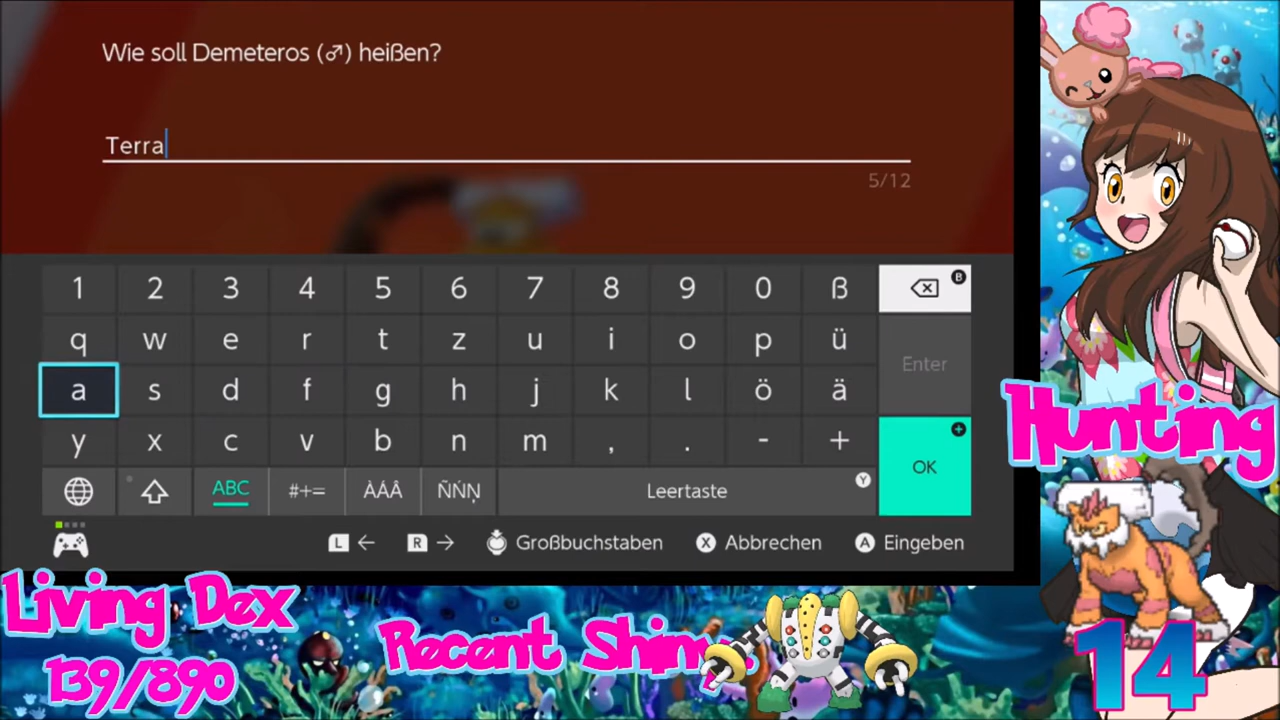 Wie soll Demeteros (♂) heißen?
Terra
5/12
1 2 3 4 5 6 7 8 9 0 ß B
q w e r t z u i o p ü Enter
a s d f g h j k l ö ä
y x c v b n m , . - + OK
ABC #+= ÀÁÂ ÑŃŅ Leertaste Y
L ← R → Großbuchstaben X Abbrechen A Eingeben
Hunting
14
Living Dex
139/890
Recent